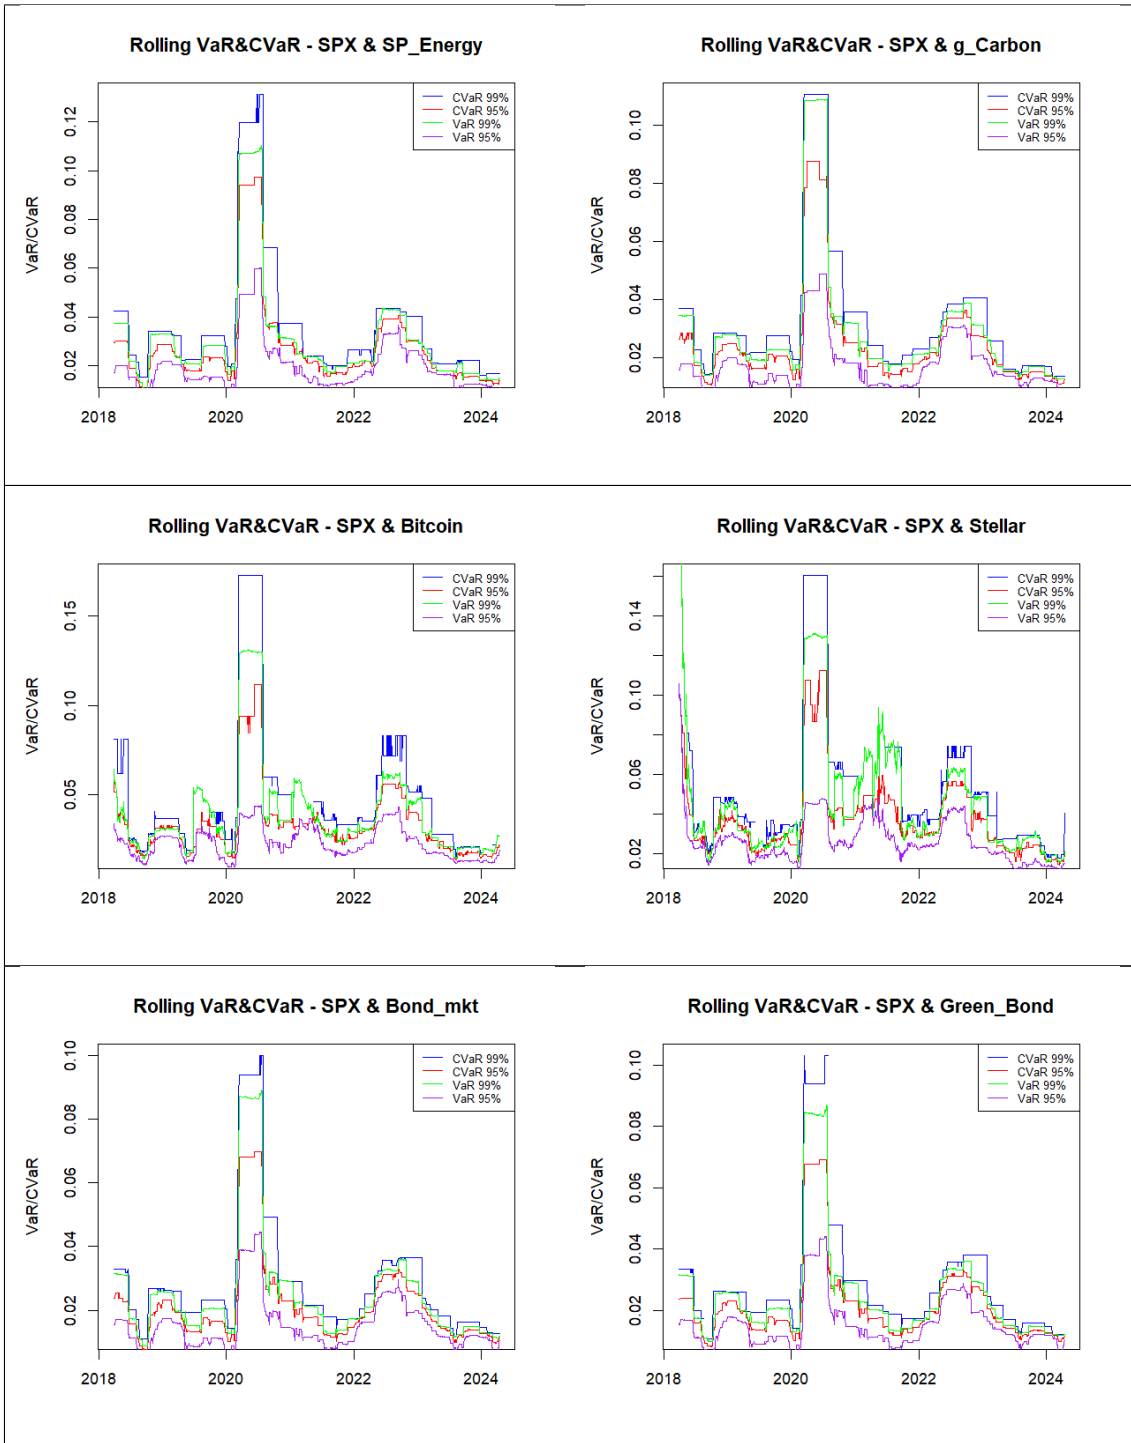 Rolling VaR&CVaR - SPX & SP_Energy
VaR/CVaR
0.02 0.04 0.06 0.08 0.10 0.12
2018 2020 2022 2024
CVaR 99%
CVaR 95%
VaR 99%
VaR 95%
Rolling VaR&CVaR - SPX & g_Carbon
VaR/CVaR
0.02 0.04 0.06 0.08 0.10
2018 2020 2022 2024
CVaR 99%
CVaR 95%
VaR 99%
VaR 95%
Rolling VaR&CVaR - SPX & Bitcoin
VaR/CVaR
0.05 0.10 0.15
2018 2020 2022 2024
CVaR 99%
CVaR 95%
VaR 99%
VaR 95%
Rolling VaR&CVaR - SPX & Stellar
VaR/CVaR
0.02 0.06 0.10 0.14
2018 2020 2022 2024
CVaR 99%
CVaR 95%
VaR 99%
VaR 95%
Rolling VaR&CVaR - SPX & Bond_mkt
VaR/CVaR
0.02 0.04 0.06 0.08 0.10
2018 2020 2022 2024
CVaR 99%
CVaR 95%
VaR 99%
VaR 95%
Rolling VaR&CVaR - SPX & Green_Bond
VaR/CVaR
0.02 0.04 0.06 0.08 0.10
2018 2020 2022 2024
CVaR 99%
CVaR 95%
VaR 99%
VaR 95%